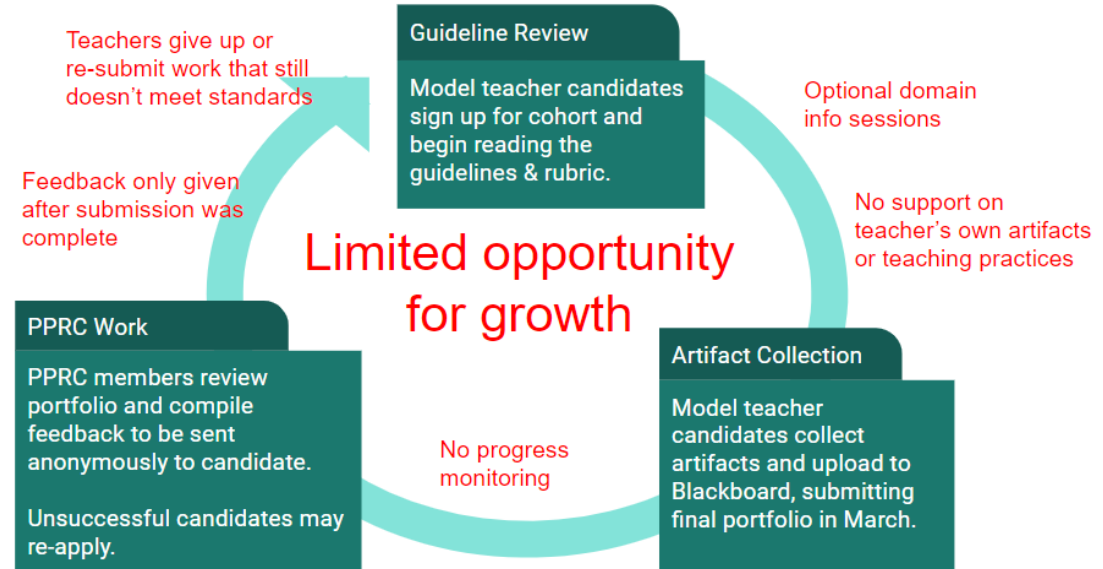 Teachers give up or
re-submit work that still
doesn't meet standards
Guideline Review
Model teacher candidates
sign up for cohort and
begin reading the
guidelines & rubric.
Optional domain
info sessions
Feedback only given
after submission was
complete
No support on
teacher's own artifacts
or teaching practices
Limited opportunity
for growth
PPRC Work
PPRC members review
portfolio and compile
feedback to be sent
anonymously to candidate.
Unsuccessful candidates may
re-apply.
No progress
monitoring
Artifact Collection
Model teacher
candidates collect
artifacts and upload to
Blackboard, submitting
final portfolio in March.